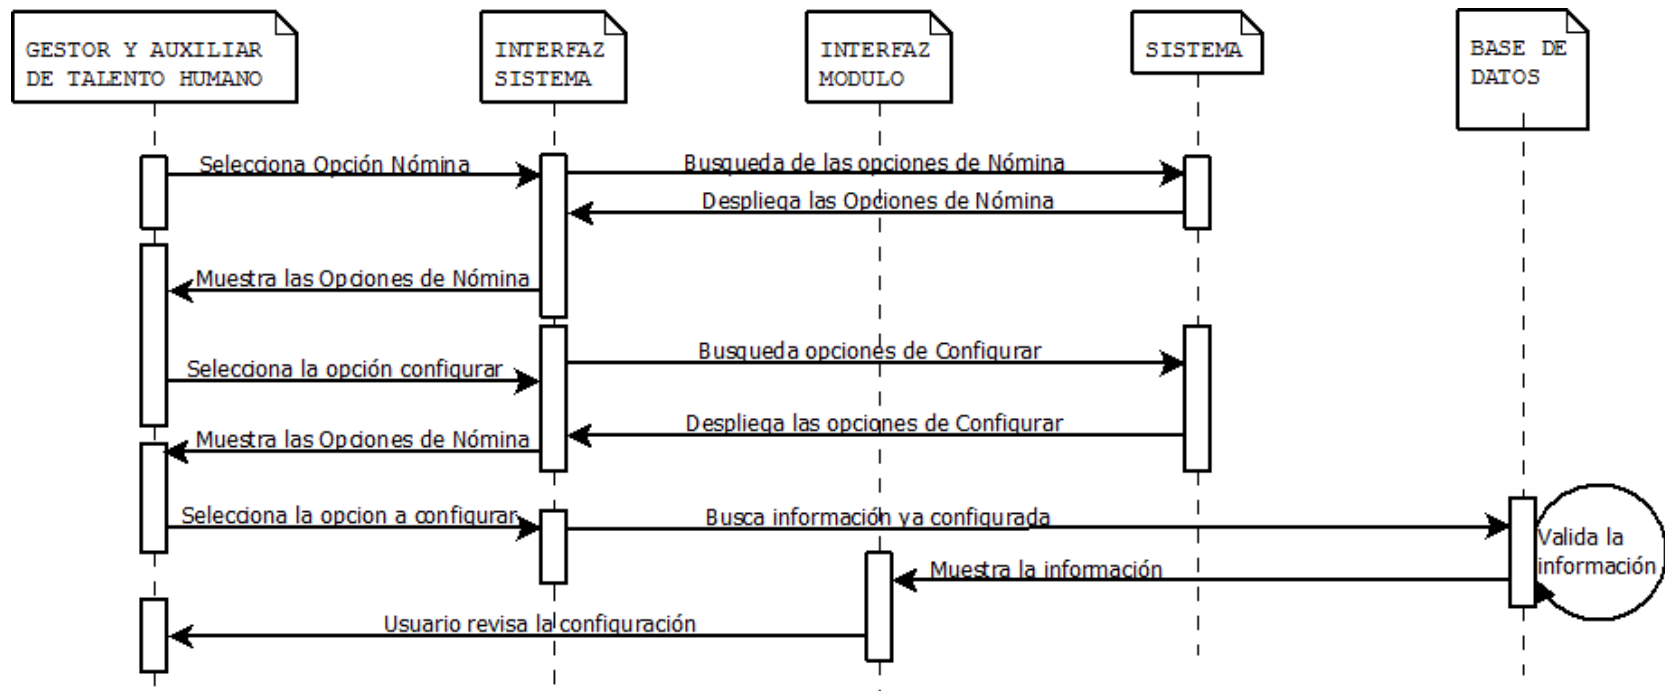 GESTOR Y AUXILIAR
DE TALENTO HUMANO
INTERFAZ
SISTEMA
INTERFAZ
MODULO
SISTEMA
BASE DE
DATOS
Selecciona Opción Nómina
Busqueda de las opciones de Nómina
Despliega las Opciones de Nómina
Muestra las Opciones de Nómina
Busqueda opciones de Configurar
Selecciona la opción configurar
Despliega las opciones de Configurar
Muestra las Opciones de Nómina
Selecciona la opcion a configurar
Busca información ya configurada
Valida la
información
Muestra la información
Usuario revisa la configuración